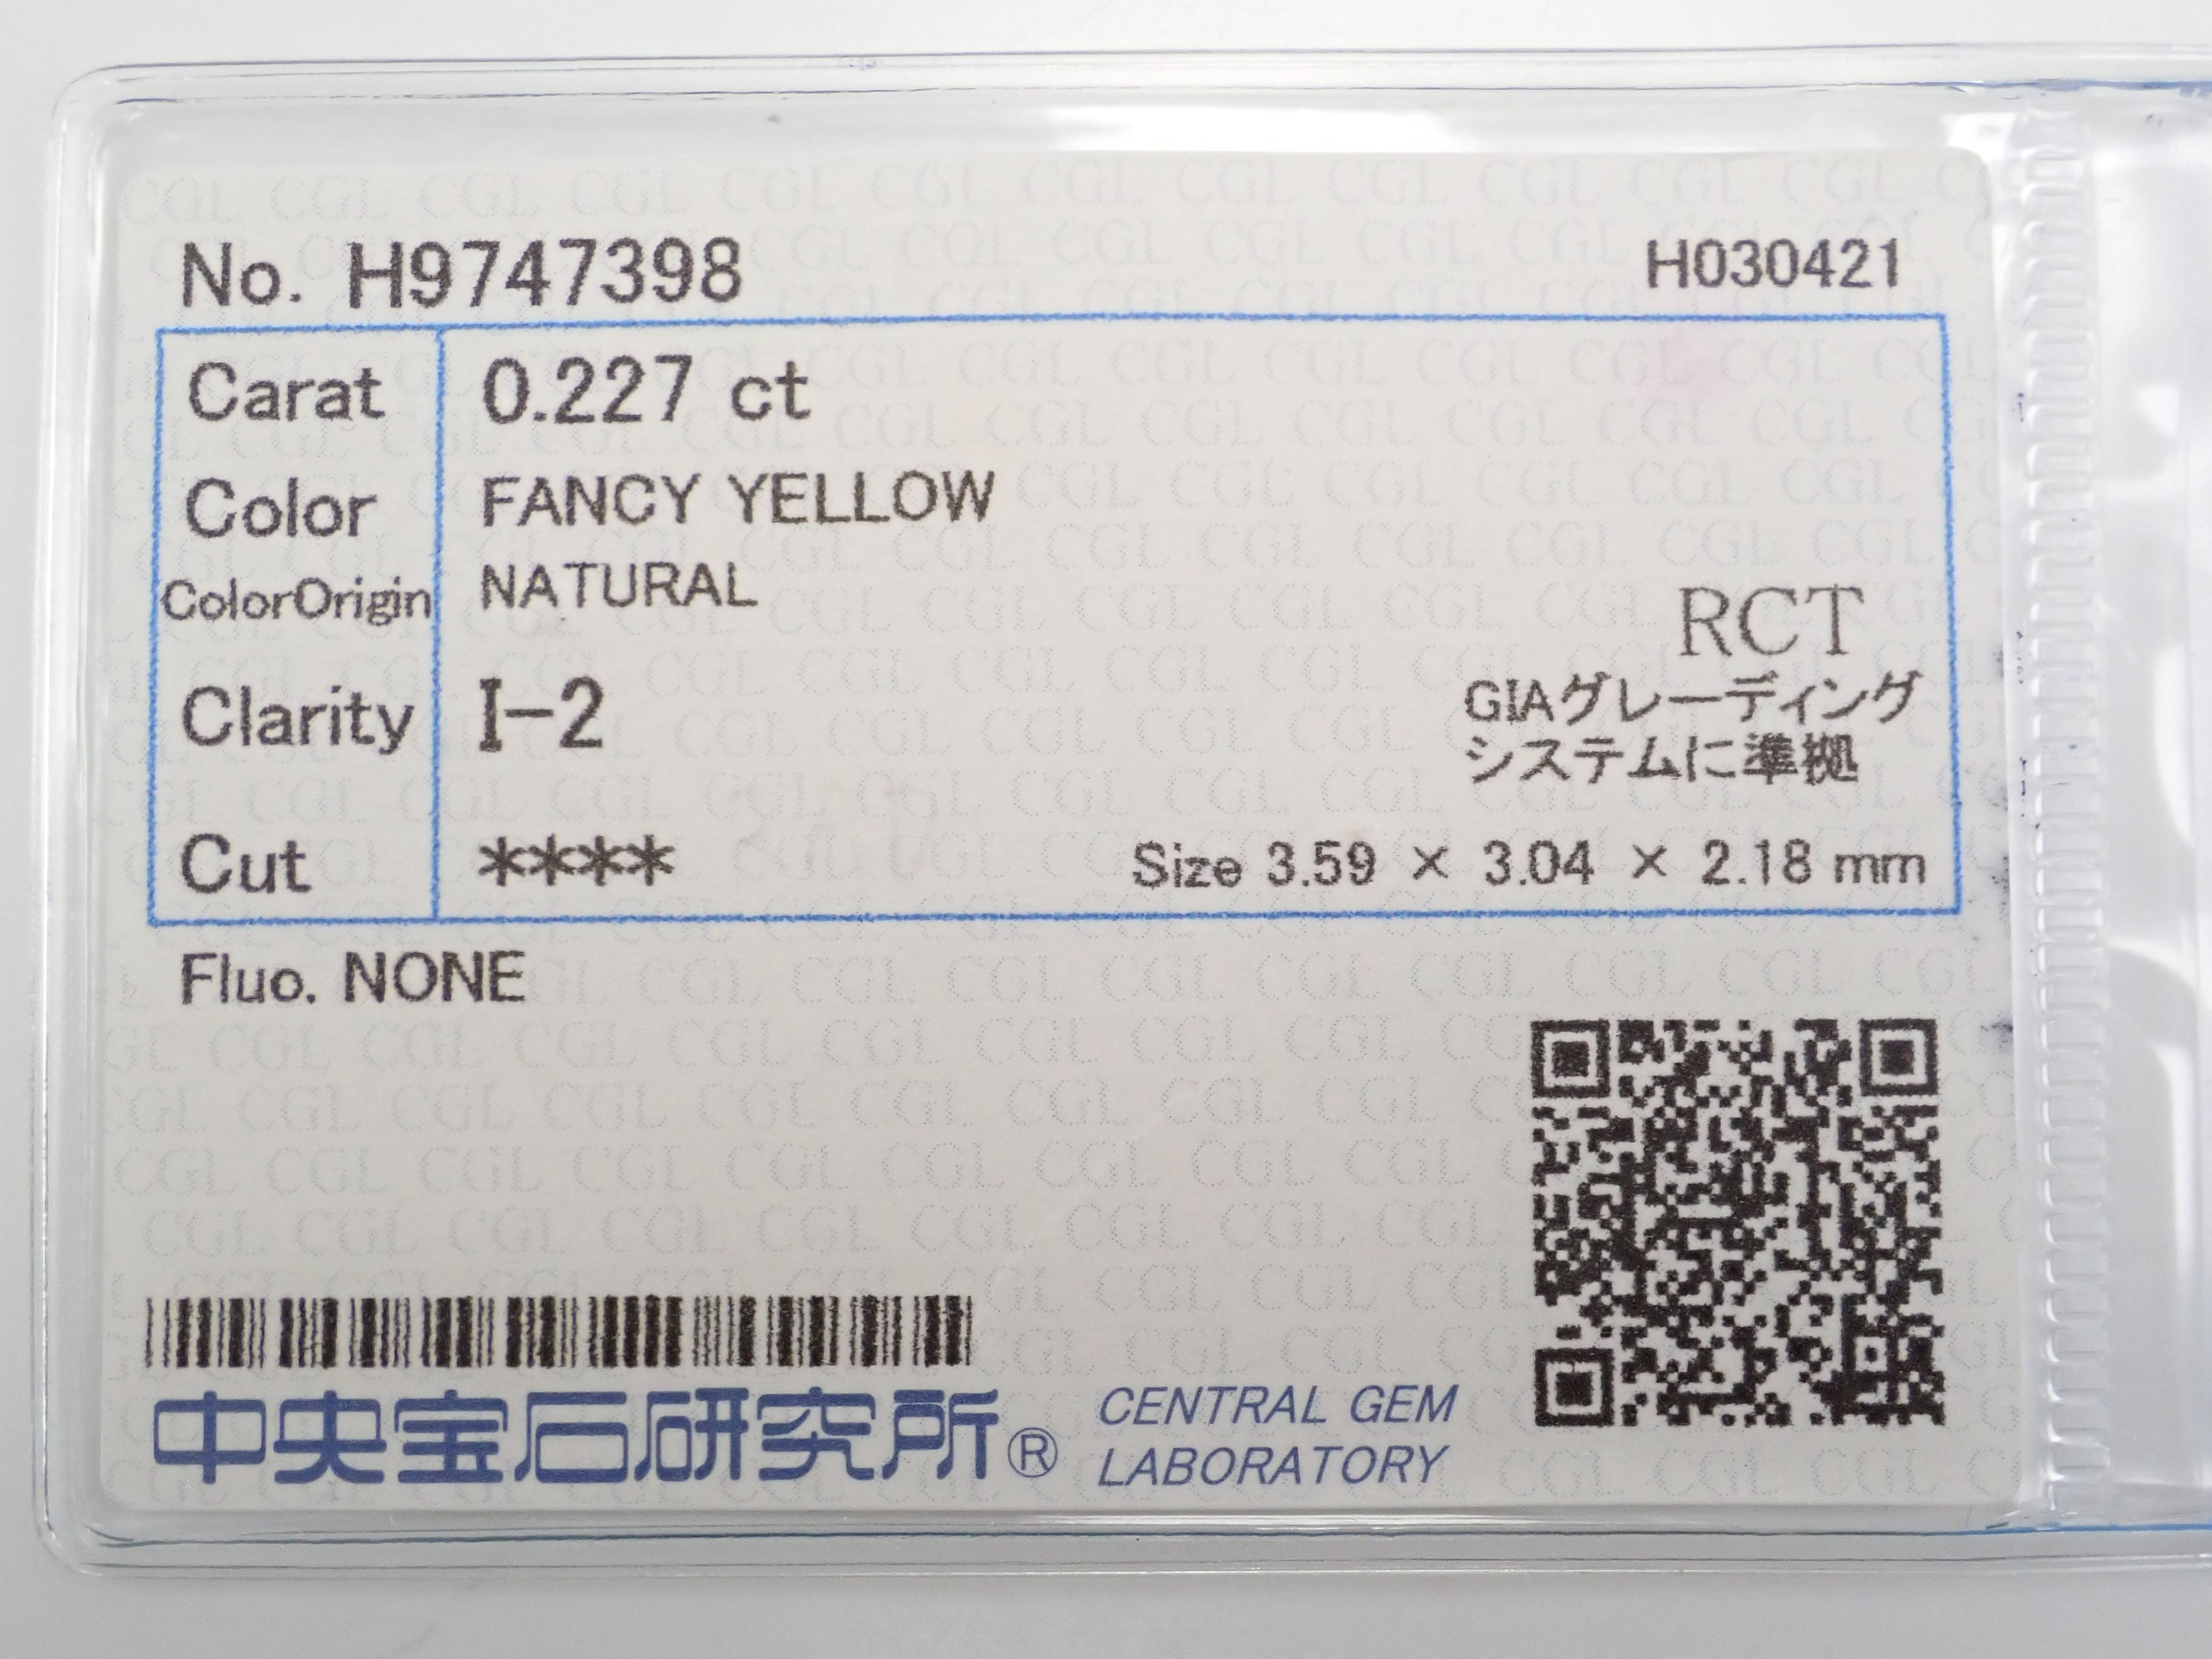 No. H9747398 H030421
Carat 0.227 ct
Color FANCY YELLOW
ColorOrigin NATURAL
RCT
Clarity I-2
GIAグレーディング
システムに準拠
Cut **** Size 3.59 × 3.04 × 2.18 mm
Fluo. NONE
中央宝石研究所® CENTRAL GEM
LABORATORY